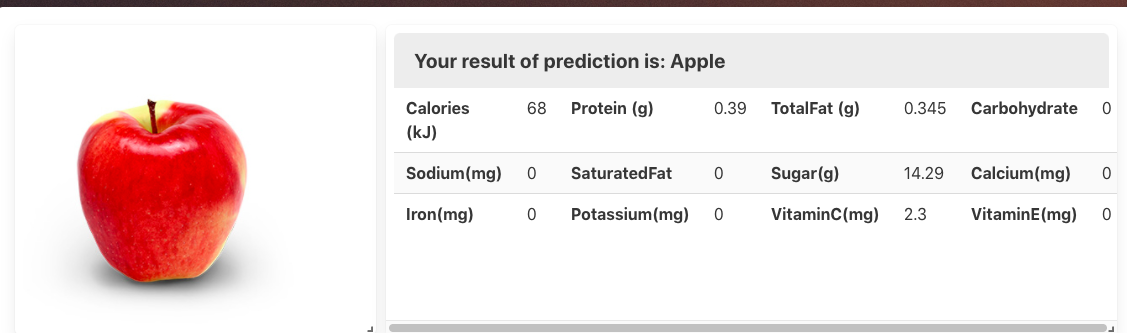 Your result of prediction is: Apple
Calories (kJ) 68 Protein (g) 0.39 TotalFat (g) 0.345 Carbohydrate 0
Sodium(mg) 0 SaturatedFat 0 Sugar(g) 14.29 Calcium(mg) 0
Iron(mg) 0 Potassium(mg) 0 VitaminC(mg) 2.3 VitaminE(mg) 0